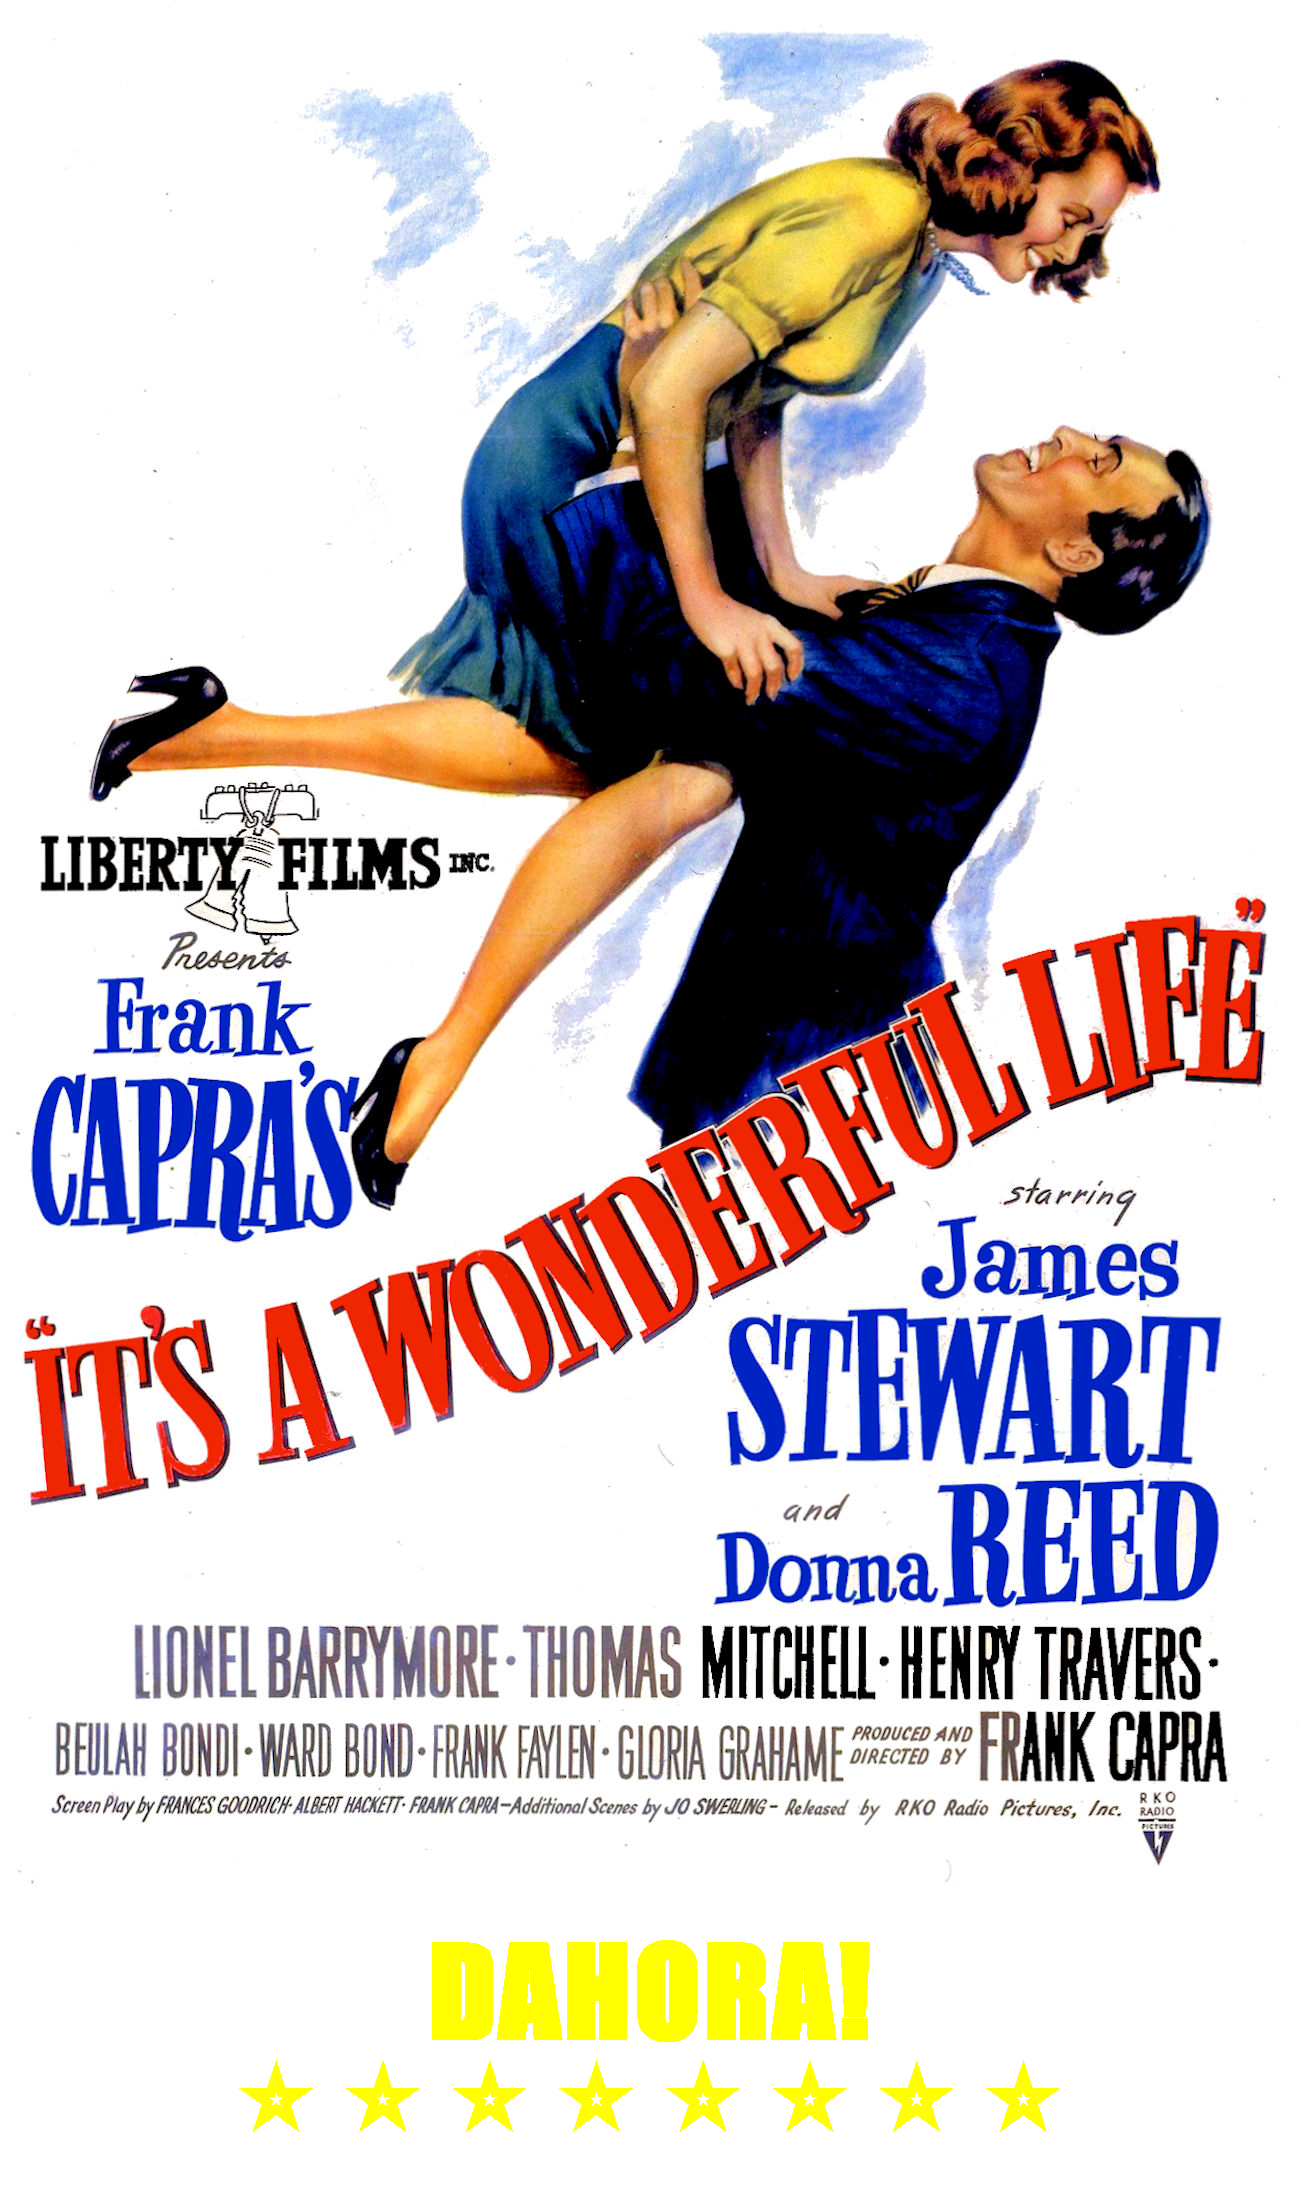 LIBERTY FILMS INC.
Presents
Frank
CAPRA'S
"IT'S A WONDERFUL LIFE"
starring
James
STEWART
and
Donna REED
LIONEL BARRYMORE · THOMAS MITCHELL · HENRY TRAVERS ·
BEULAH BONDI · WARD BOND · FRANK FAYLEN · GLORIA GRAHAME PRODUCED AND DIRECTED BY FRANK CAPRA
Screen Play by FRANCES GOODRICH · ALBERT HACKETT · FRANK CAPRA — Additional Scenes by JO SWERLING – Released by RKO Radio Pictures, Inc.
RKO
RADIO
PICTURES
DAHORA!